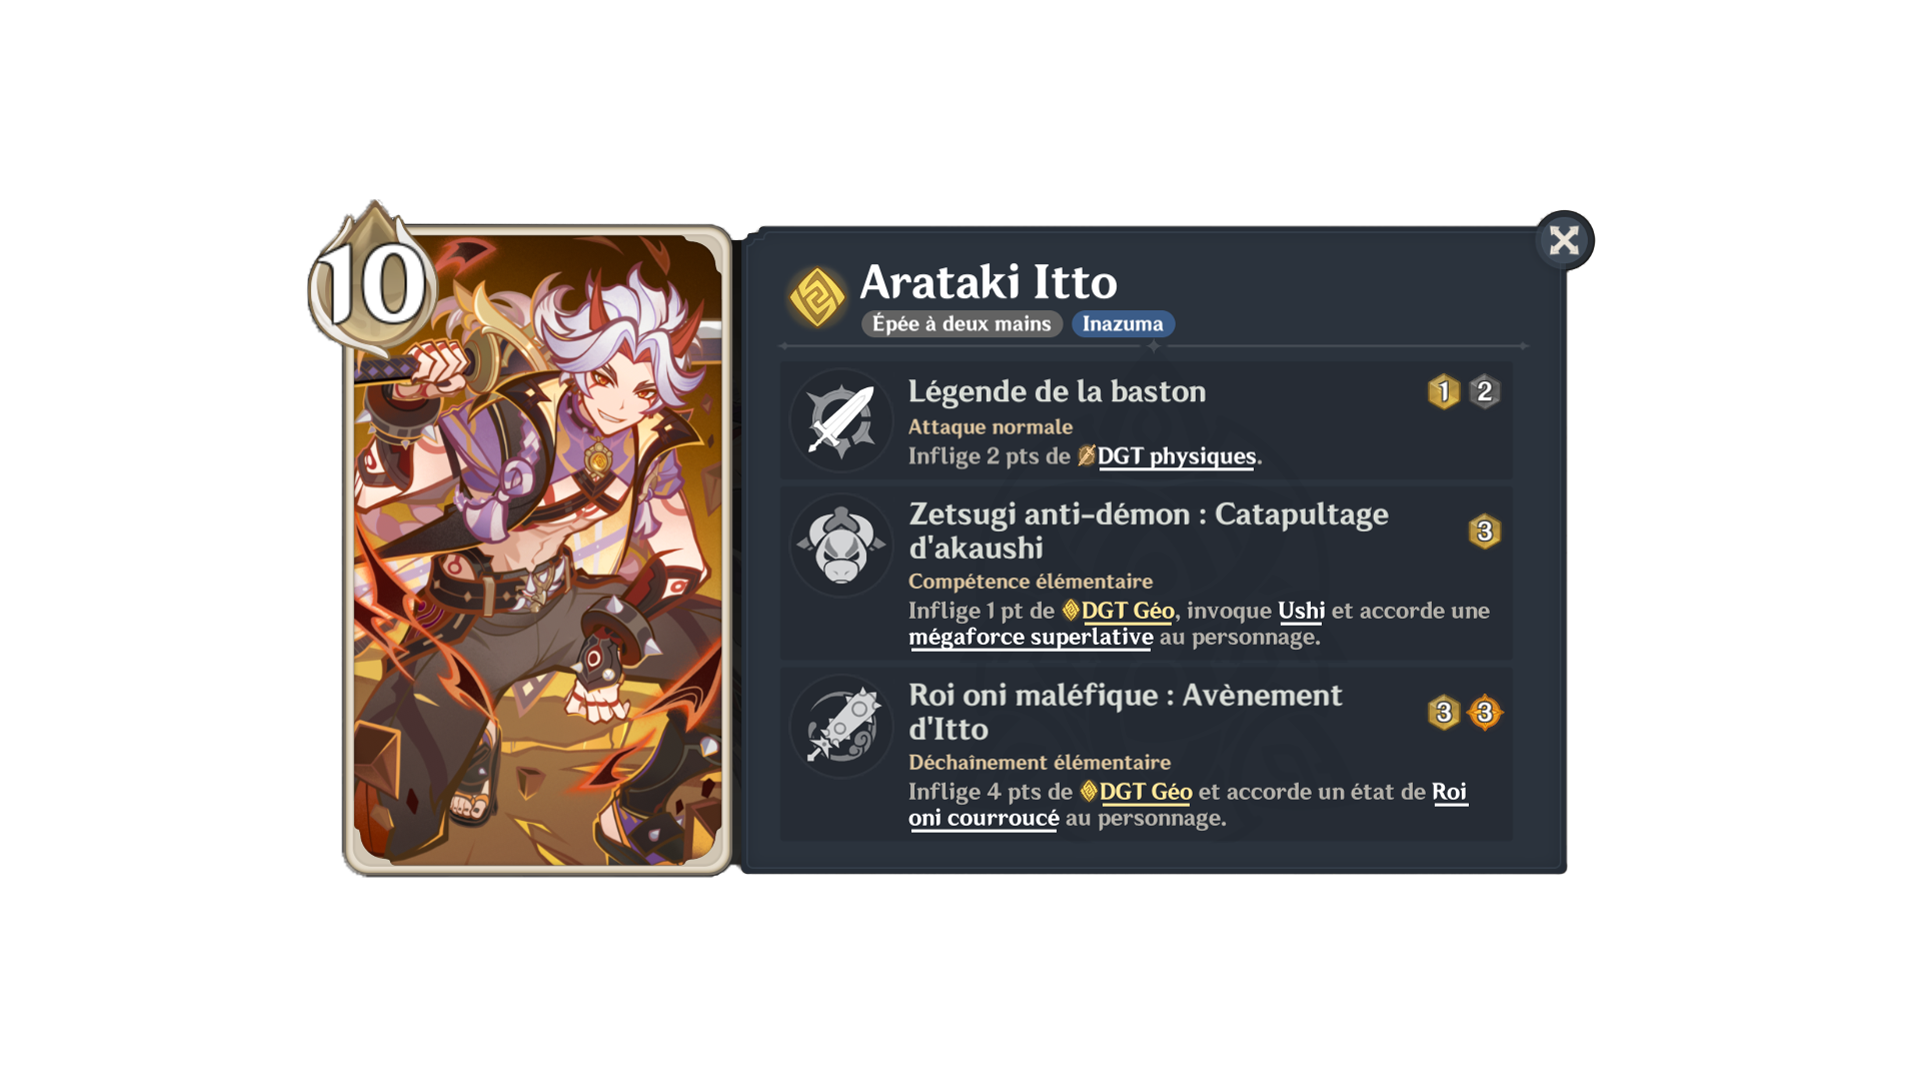 10
Arataki Itto
Épée à deux mains Inazuma
Légende de la baston 1 2
Attaque normale
Inflige 2 pts de DGT physiques.
Zetsugi anti-démon : Catapultage
d'akaushi 3
Compétence élémentaire
Inflige 1 pt de DGT Géo, invoque Ushi et accorde une
mégaforce superlative au personnage.
Roi oni maléfique : Avènement
d'Itto 3 3
Déchaînement élémentaire
Inflige 4 pts de DGT Géo et accorde un état de Roi
oni courroucé au personnage.